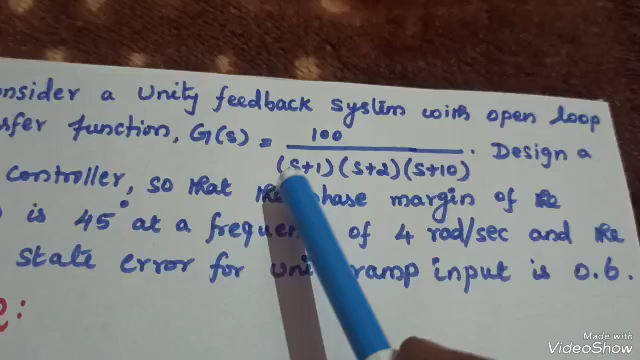 onsider a Unity feedback system with open loop
sfer function, G(s) = 100 / (s+1)(s+2)(s+10) . Design a
controller, so that the phase margin of the
is 45° at a frequen of 4 rad/sec and the
state error for uni ramp input is 0.6.
e:
Made with
VideoShow